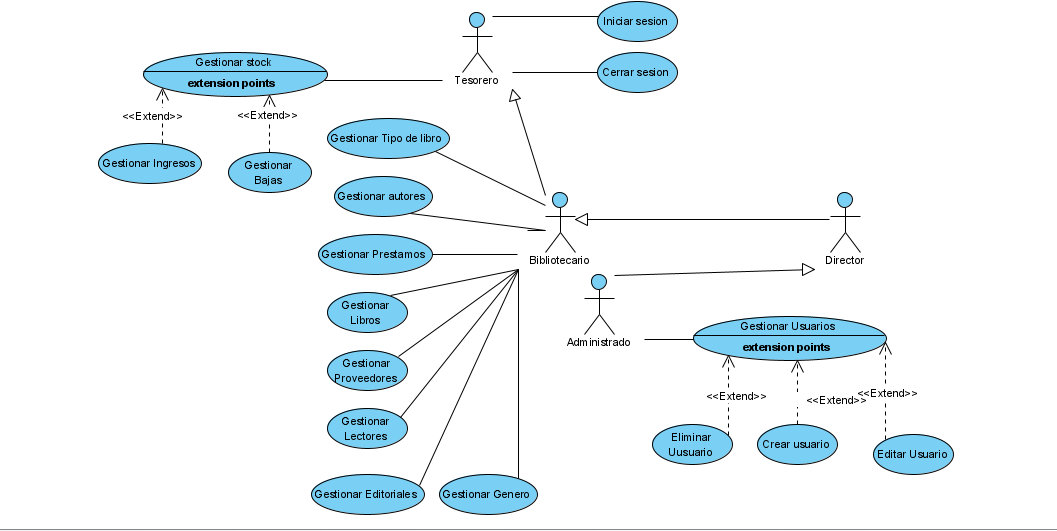 Iniciar sesion
Gestionar stock
extension points
Cerrar sesion
Tesorero
<<Extend>>
<<Extend>>
Gestionar Tipo de libro
Gestionar Ingresos
Gestionar
Bajas
Gestionar autores
Gestionar Prestamos
Bibliotecario
Director
Gestionar
Libros
Administrado
Gestionar Usuarios
extension points
Gestionar
Proveedores
<<Extend>>
<<Extend>>
<<Extend>>
Gestionar
Lectores
Eliminar
Uusuario
Crear usuario
Editar Usuario
Gestionar Editoriales
Gestionar Genero